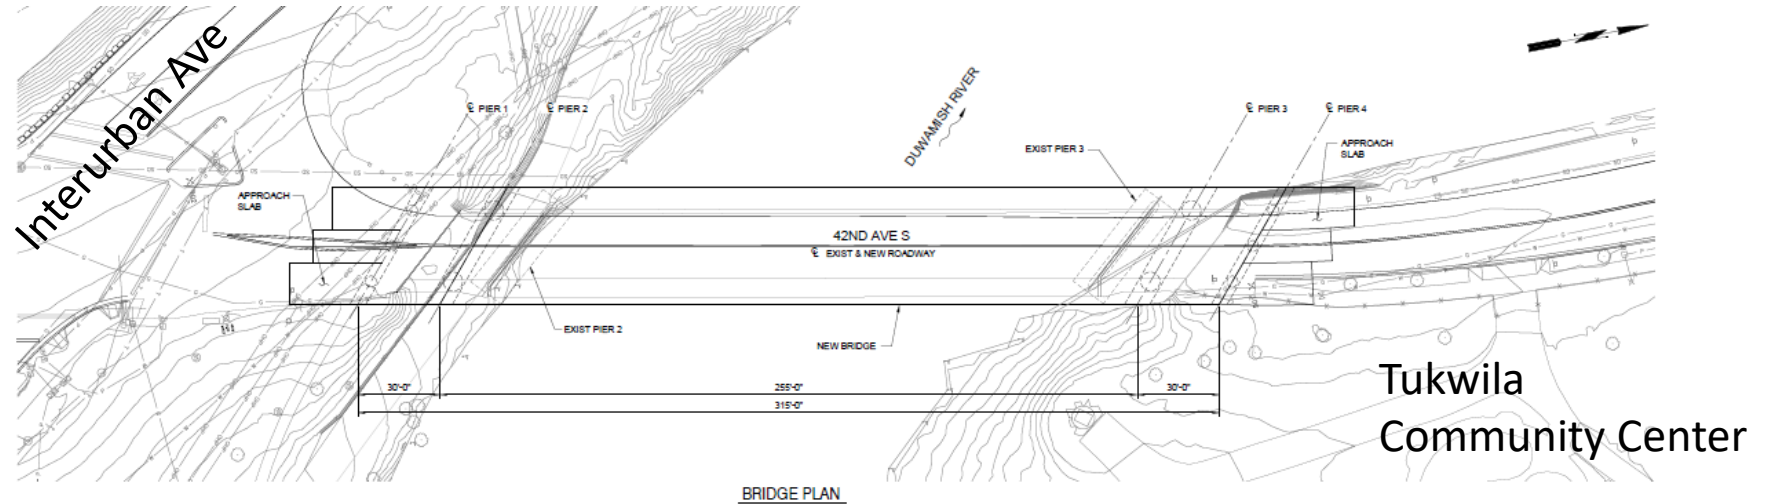 Interurban Ave
℄ PIER 1
℄ PIER 2
DUWAMISH RIVER
℄ PIER 3
℄ PIER 4
EXIST PIER 3
APPROACH
SLAB
APPROACH
SLAB
42ND AVE S
℄ EXIST & NEW ROADWAY
EXIST PIER 2
NEW BRIDGE
30'-0"
255'-0"
30'-0"
315'-0"
Tukwila
Community Center
BRIDGE PLAN